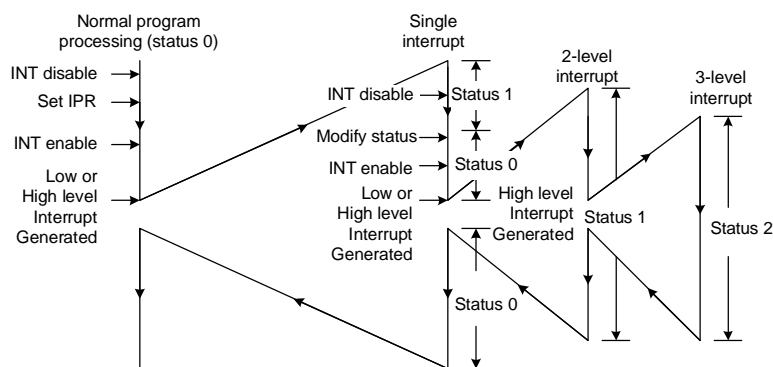 Normal program
processing (status 0)
INT disable
Set IPR
INT enable
Low or
High level
Interrupt
Generated
Single
interrupt
INT disable
Status 1
Modify status
Status 0
INT enable
Low or
High level
Interrupt
Generated
Status 0
2-level
interrupt
High level
Interrupt
Generated
Status 1
3-level
interrupt
Status 2